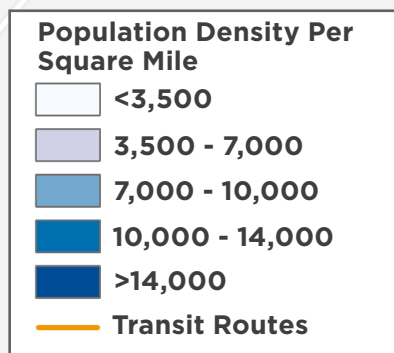 Population Density Per
Square Mile
<3,500
3,500 - 7,000
7,000 - 10,000
10,000 - 14,000
>14,000
Transit Routes